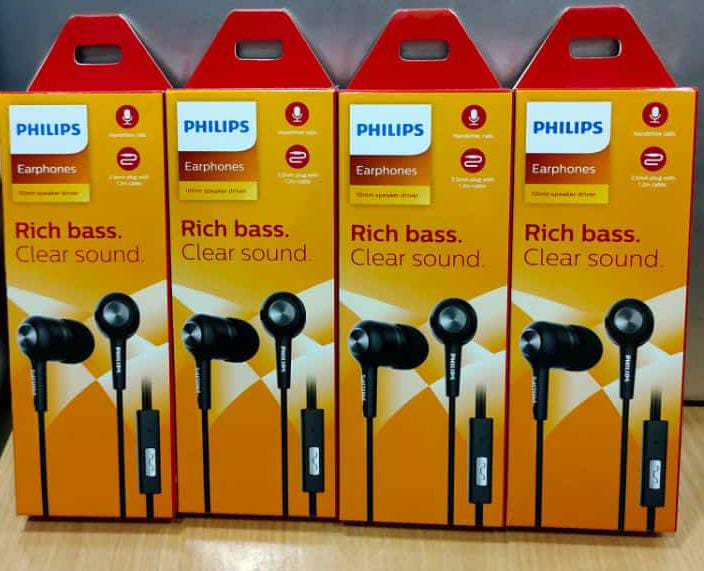 PHILIPS
Handsfree calls
Earphones
3.5mm plug with
1.2m cable
10mm speaker driver
Rich bass.
Clear sound.
PHILIPS
PHILIPS
PHILIPS
Handsfree calls
Earphones
3.5mm plug with
1.2m cable
10mm speaker driver
Rich bass.
Clear sound.
PHILIPS
PHILIPS
PHILIPS
Handsfree calls
Earphones
3.5mm plug with
1.2m cable
10mm speaker driver
Rich bass.
Clear sound.
PHILIPS
PHILIPS
PHILIPS
Handsfree calls
Earphones
3.5mm plug with
1.2m cable
10mm speaker driver
Rich bass.
Clear sound.
PHILIPS
PHILIPS